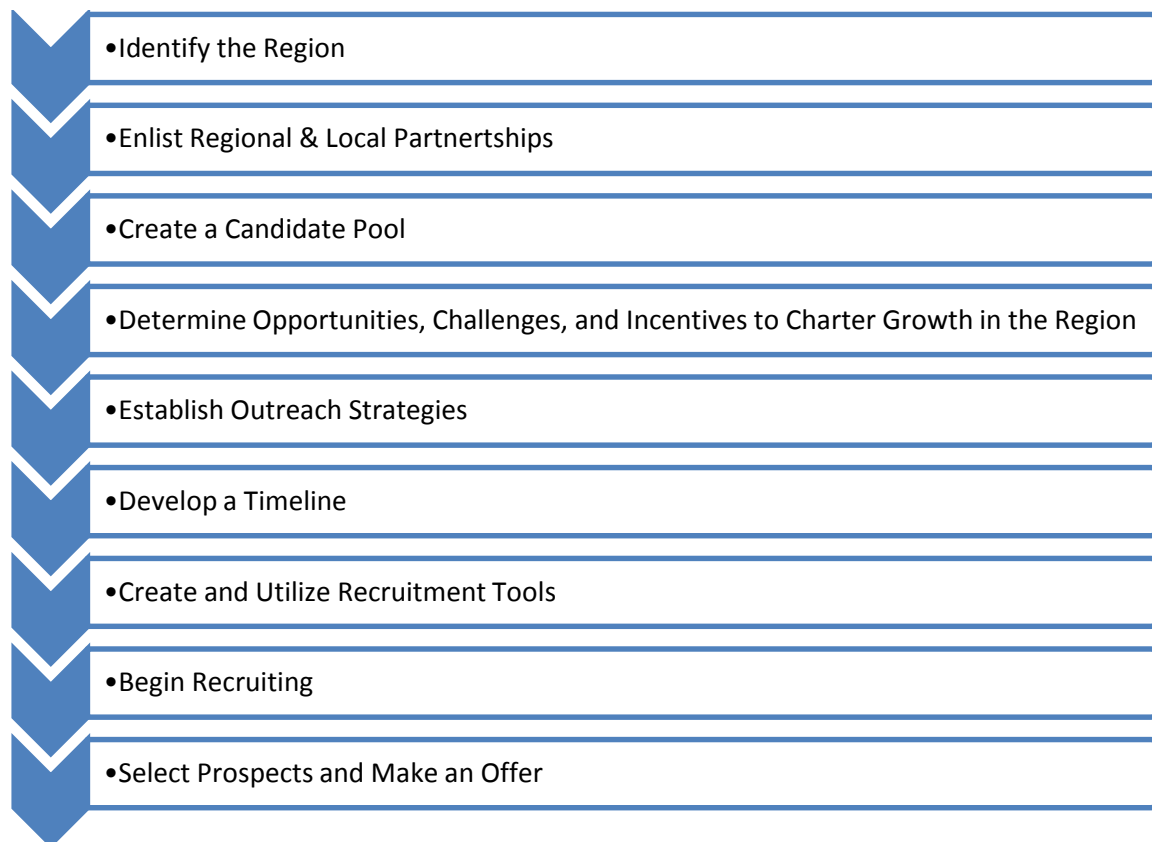 •Identify the Region
•Enlist Regional & Local Partnertships
•Create a Candidate Pool
•Determine Opportunities, Challenges, and Incentives to Charter Growth in the Region
•Establish Outreach Strategies
•Develop a Timeline
•Create and Utilize Recruitment Tools
•Begin Recruiting
•Select Prospects and Make an Offer